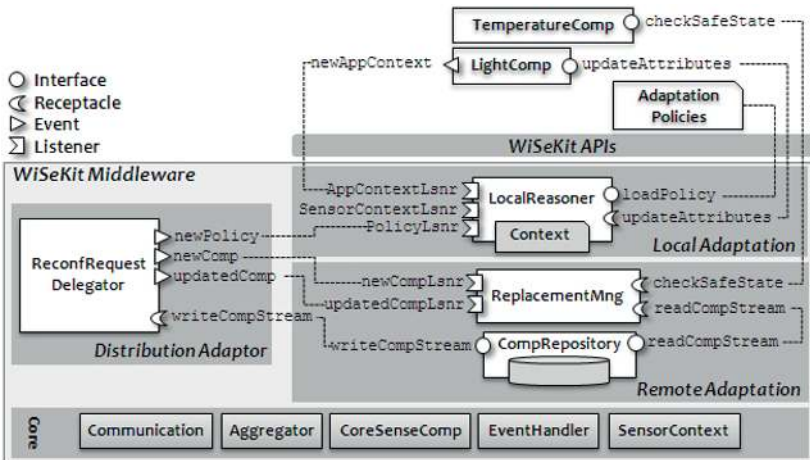 TemperatureComp
checkSafeState
newAppContext
LightComp
updateAttributes
Interface
Receptacle
Event
Listener
Adaptation
Policies
WiSeKit APIs
WiSeKit Middleware
AppContextLsnr
SensorContextLsnr
PolicyLsnr
LocalReasoner
Context
loadPolicy
updateAttributes
Local Adaptation
ReconfRequest
Delegator
newPolicy
newComp
updatedComp
writeCompStream
Distribution Adaptor
newCompLsnr
updatedCompLsnr
ReplacementMng
checkSafeState
readCompStream
writeCompStream
CompRepository
readCompStream
Remote Adaptation
Core
Communication
Aggregator
CoreSenseComp
EventHandler
SensorContext